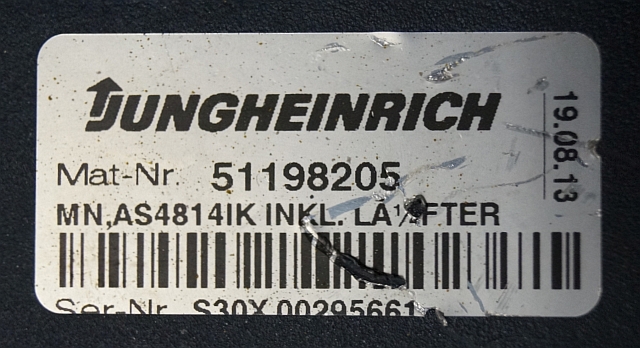 JUNGHEINRICH
19.08.13
Mat-Nr. 51198205
MN,AS4814IK INKL. LA¼FTER
Ser-Nr S30X 00295661